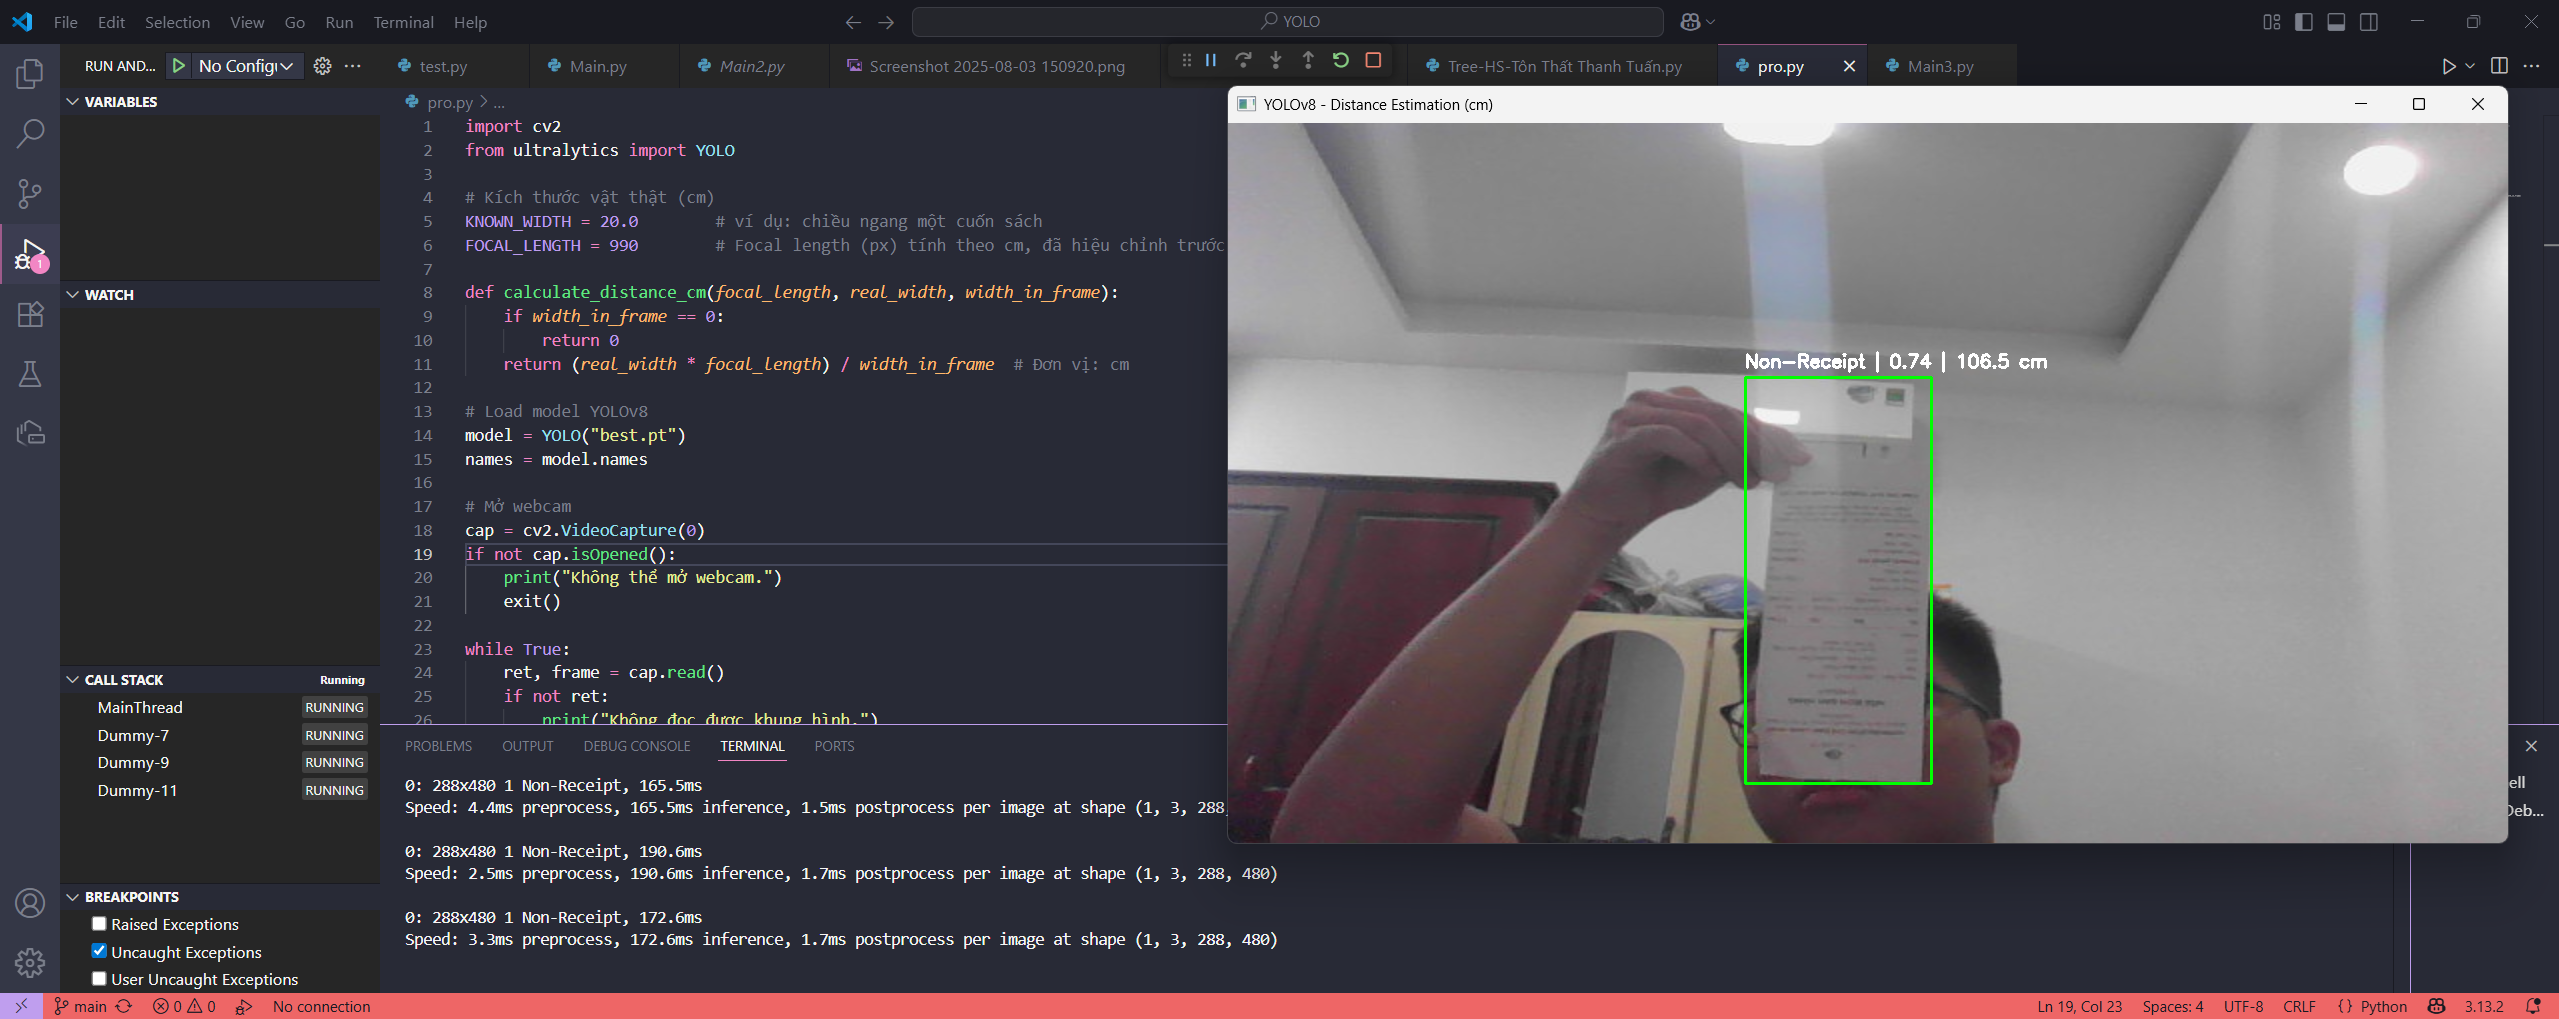 File Edit Selection View Go Run Terminal Help
YOLO
RUN AND... No Config
test.py Main.py Main2.py Screenshot 2025-08-03 150920.png Tree-HS-Tôn Thất Thanh Tuấn.py pro.py Main3.py
VARIABLES
WATCH
CALL STACK Running
MainThread RUNNING
Dummy-7 RUNNING
Dummy-9 RUNNING
Dummy-11 RUNNING
BREAKPOINTS
Raised Exceptions
Uncaught Exceptions
User Uncaught Exceptions
pro.py > ...
1 import cv2
2 from ultralytics import YOLO
3
4 # Kích thước vật thật (cm)
5 KNOWN_WIDTH = 20.0 # ví dụ: chiều ngang một cuốn sách
6 FOCAL_LENGTH = 990 # Focal length (px) tính theo cm, đã hiệu chỉnh trước
7
8 def calculate_distance_cm(focal_length, real_width, width_in_frame):
9 if width_in_frame == 0:
10 return 0
11 return (real_width * focal_length) / width_in_frame # Đơn vị: cm
12
13 # Load model YOLOv8
14 model = YOLO("best.pt")
15 names = model.names
16
17 # Mở webcam
18 cap = cv2.VideoCapture(0)
19 if not cap.isOpened():
20 print("Không thể mở webcam.")
21 exit()
22
23 while True:
24 ret, frame = cap.read()
25 if not ret:
26 print("Không đọc được khung hình.")
YOLOv8 - Distance Estimation (cm)
Non-Receipt | 0.74 | 106.5 cm
PROBLEMS OUTPUT DEBUG CONSOLE TERMINAL PORTS
0: 288x480 1 Non-Receipt, 165.5ms
Speed: 4.4ms preprocess, 165.5ms inference, 1.5ms postprocess per image at shape (1, 3, 288,
0: 288x480 1 Non-Receipt, 190.6ms
Speed: 2.5ms preprocess, 190.6ms inference, 1.7ms postprocess per image at shape (1, 3, 288, 480)
0: 288x480 1 Non-Receipt, 172.6ms
Speed: 3.3ms preprocess, 172.6ms inference, 1.7ms postprocess per image at shape (1, 3, 288, 480)
ell
Deb...
main 0 0 No connection
Ln 19, Col 23 Spaces: 4 UTF-8 CRLF {} Python 3.13.2